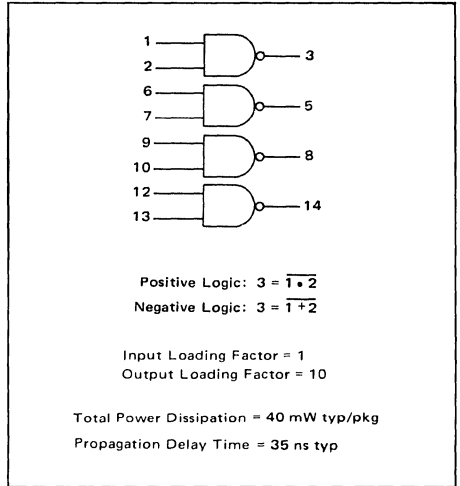 1
2
3
6
7
5
9
10
8
12
13
14
Positive Logic: 3 = \overline{1 • 2}
Negative Logic: 3 = \overline{1 + 2}
Input Loading Factor = 1
Output Loading Factor = 10
Total Power Dissipation = 40 mW typ/pkg
Propagation Delay Time = 35 ns typ